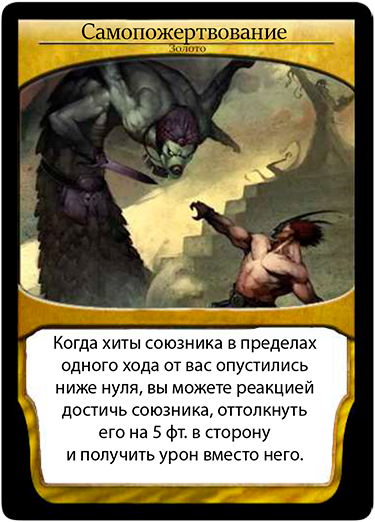 Самопожертвование
Золото
Когда хиты союзника в пределах
одного хода от вас опустились
ниже нуля, вы можете реакцией
достичь союзника, оттолкнуть
его на 5 фт. в сторону
и получить урон вместо него.